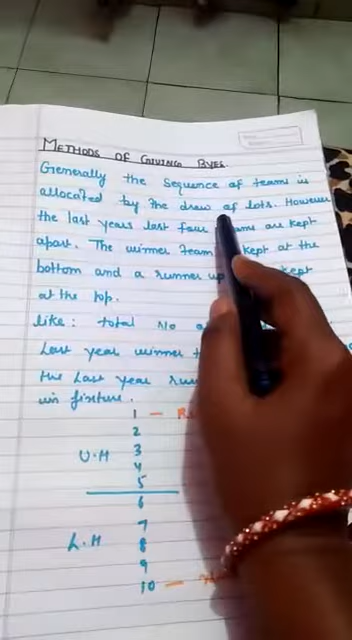 METHODS OF GIVING BYES.
Generally the sequence of teams is
allocated by the draw of lots. However
the last years last four teams are kept
apart. The winner team kept at the
bottom and a runner up kept
at the top.
like: total No
Last year winner
the Last year
in fixture.
1 —
2
U.H 3
4
5
6
7
L.H 8
9
10 —